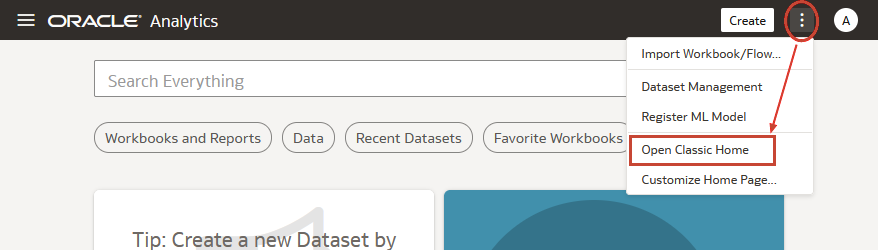 ORACLE Analytics Create A
Import Workbook/Flow...
Search Everything
Dataset Management
Register ML Model
Workbooks and Reports Data Recent Datasets Favorite Workbooks
Open Classic Home
Customize Home Page...
Tip: Create a new Dataset by